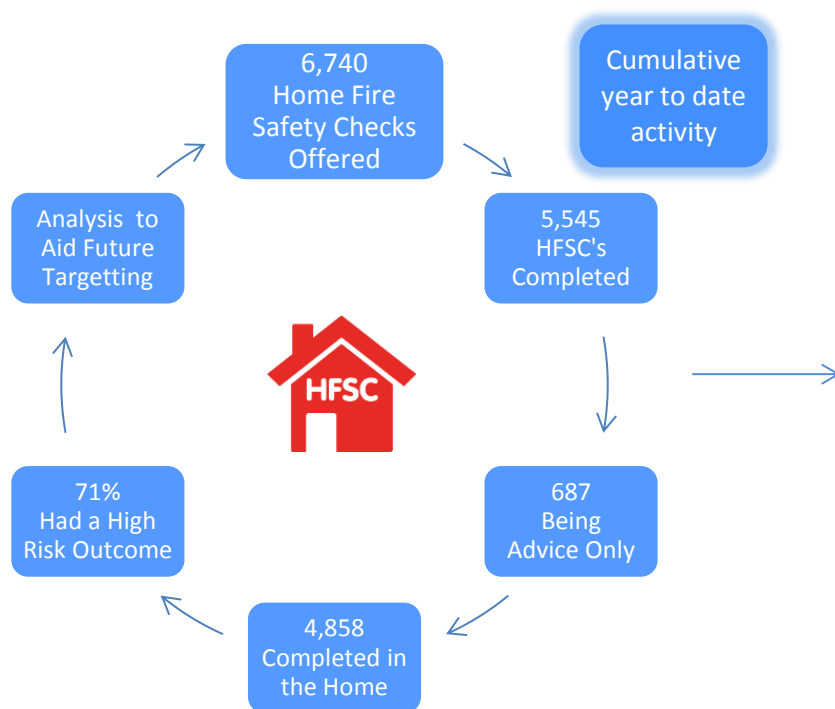 6,740
Home Fire
Safety Checks
Offered
Cumulative
year to date
activity
5,545
HFSC's
Completed
687
Being
Advice Only
4,858
Completed in
the Home
71%
Had a High
Risk Outcome
Analysis to
Aid Future
Targetting
HFSC